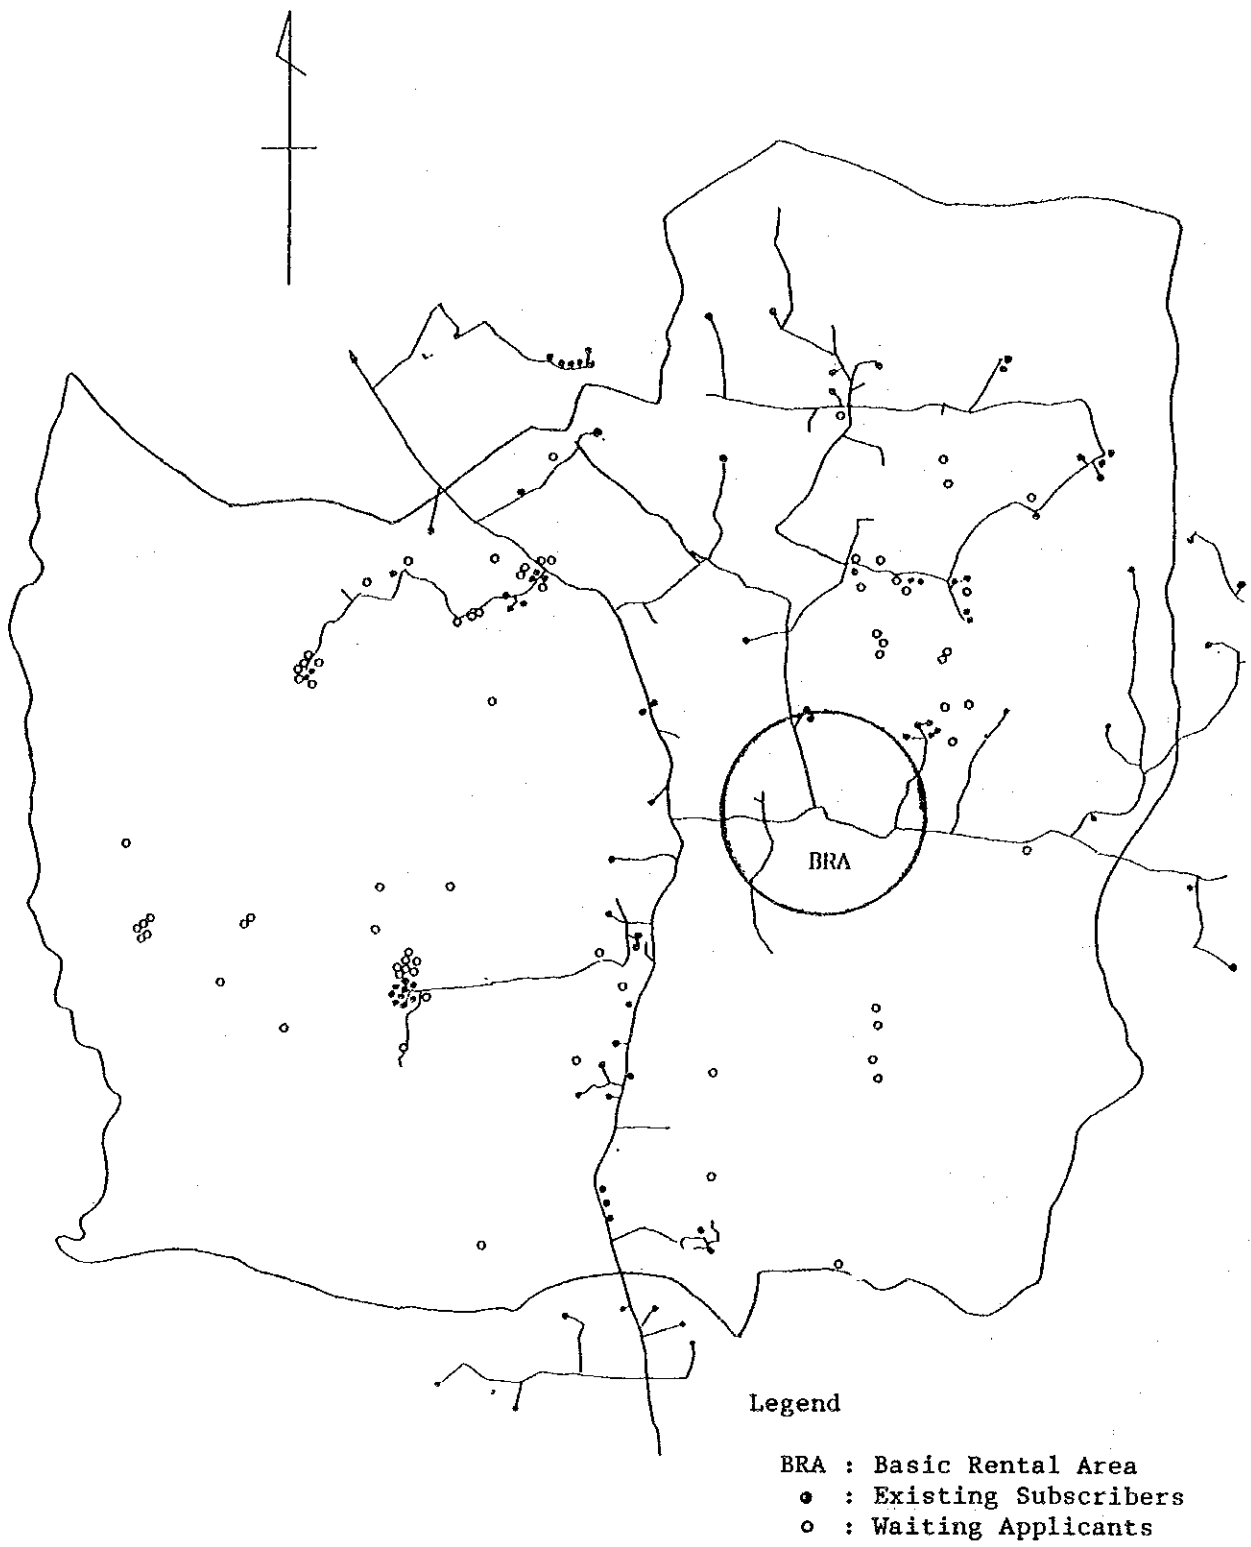 BRA
Legend
BRA : Basic Rental Area
: Existing Subscribers
: Waiting Applicants